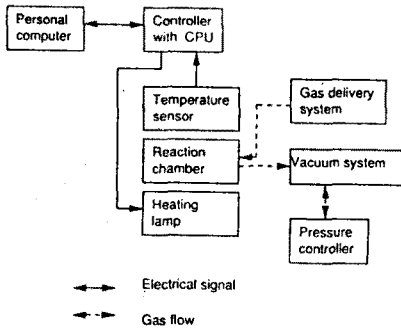 Personal
computer
Controller
with CPU
Temperature
sensor
Gas delivery
system
Reaction
chamber
Vacuum system
Heating
lamp
Pressure
controller
Electrical signal
Gas flow